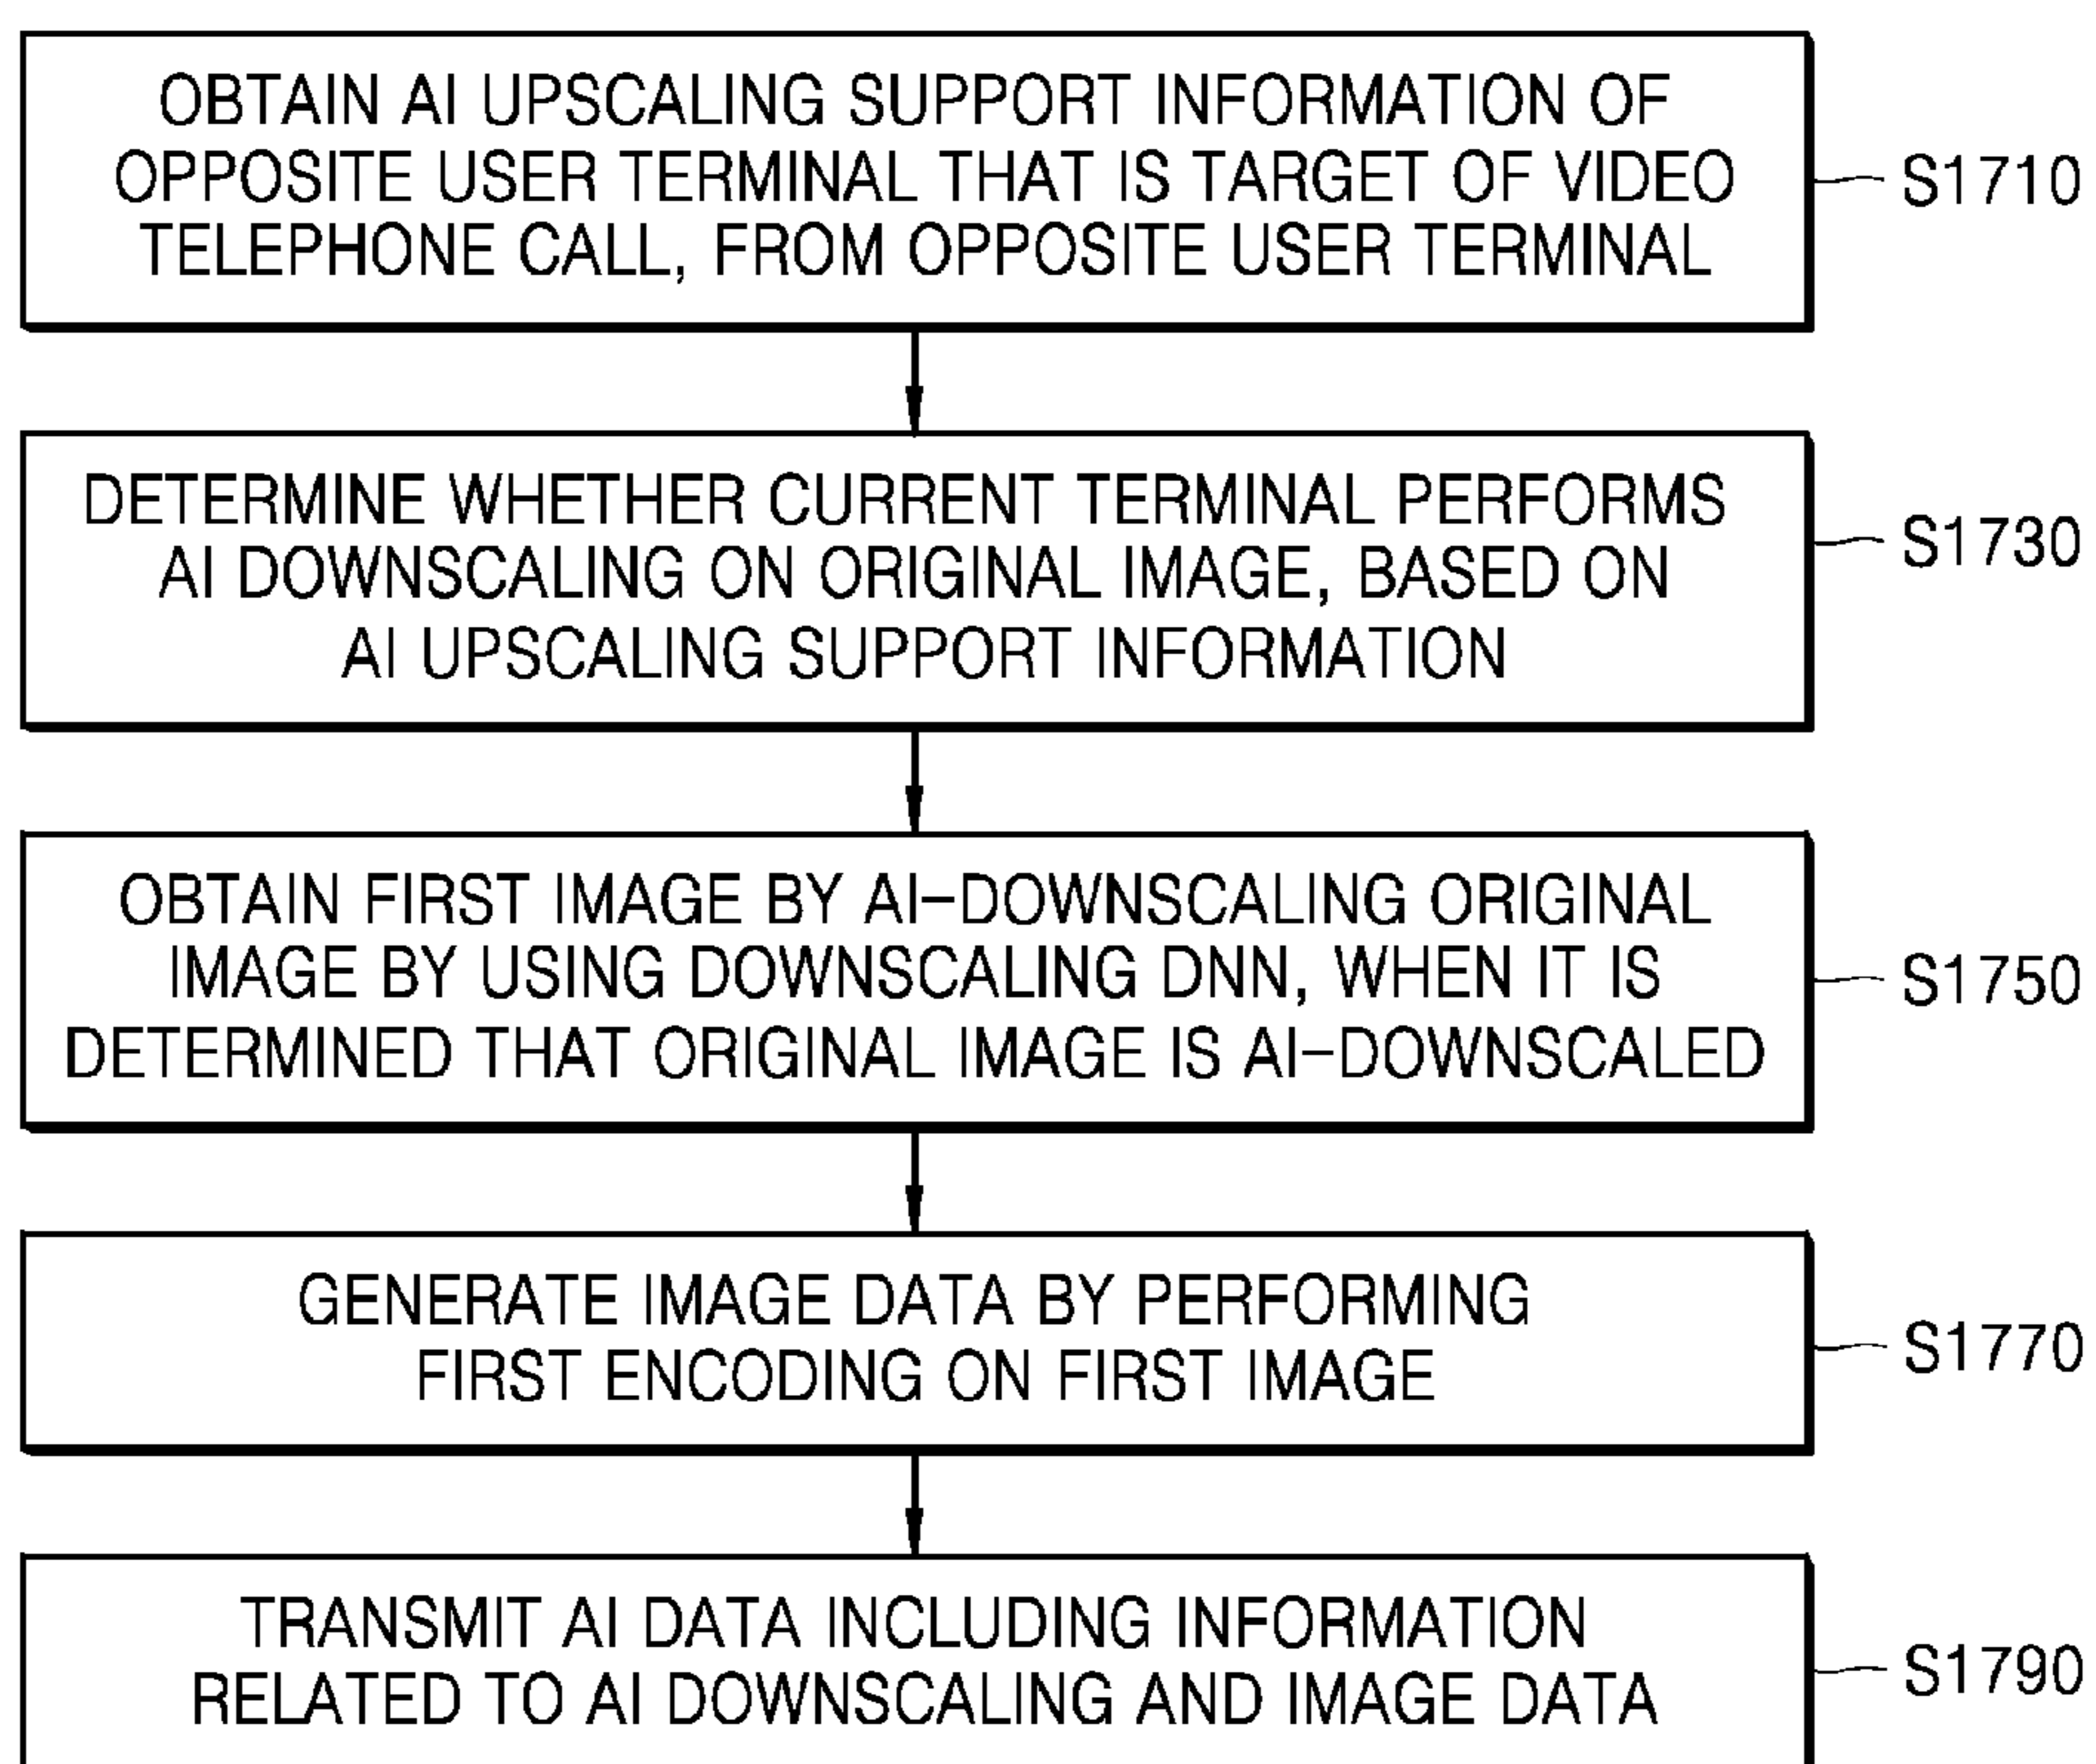 OBTAIN AI UPSCALING SUPPORT INFORMATION OF
OPPOSITE USER TERMINAL THAT IS TARGET OF VIDEO
TELEPHONE CALL, FROM OPPOSITE USER TERMINAL
S1710
DETERMINE WHETHER CURRENT TERMINAL PERFORMS
AI DOWNSCALING ON ORIGINAL IMAGE, BASED ON
AI UPSCALING SUPPORT INFORMATION
S1730
OBTAIN FIRST IMAGE BY AI-DOWNSCALING ORIGINAL
IMAGE BY USING DOWNSCALING DNN, WHEN IT IS
DETERMINED THAT ORIGINAL IMAGE IS AI-DOWNSCALED
S1750
GENERATE IMAGE DATA BY PERFORMING
FIRST ENCODING ON FIRST IMAGE
S1770
TRANSMIT AI DATA INCLUDING INFORMATION
RELATED TO AI DOWNSCALING AND IMAGE DATA
S1790